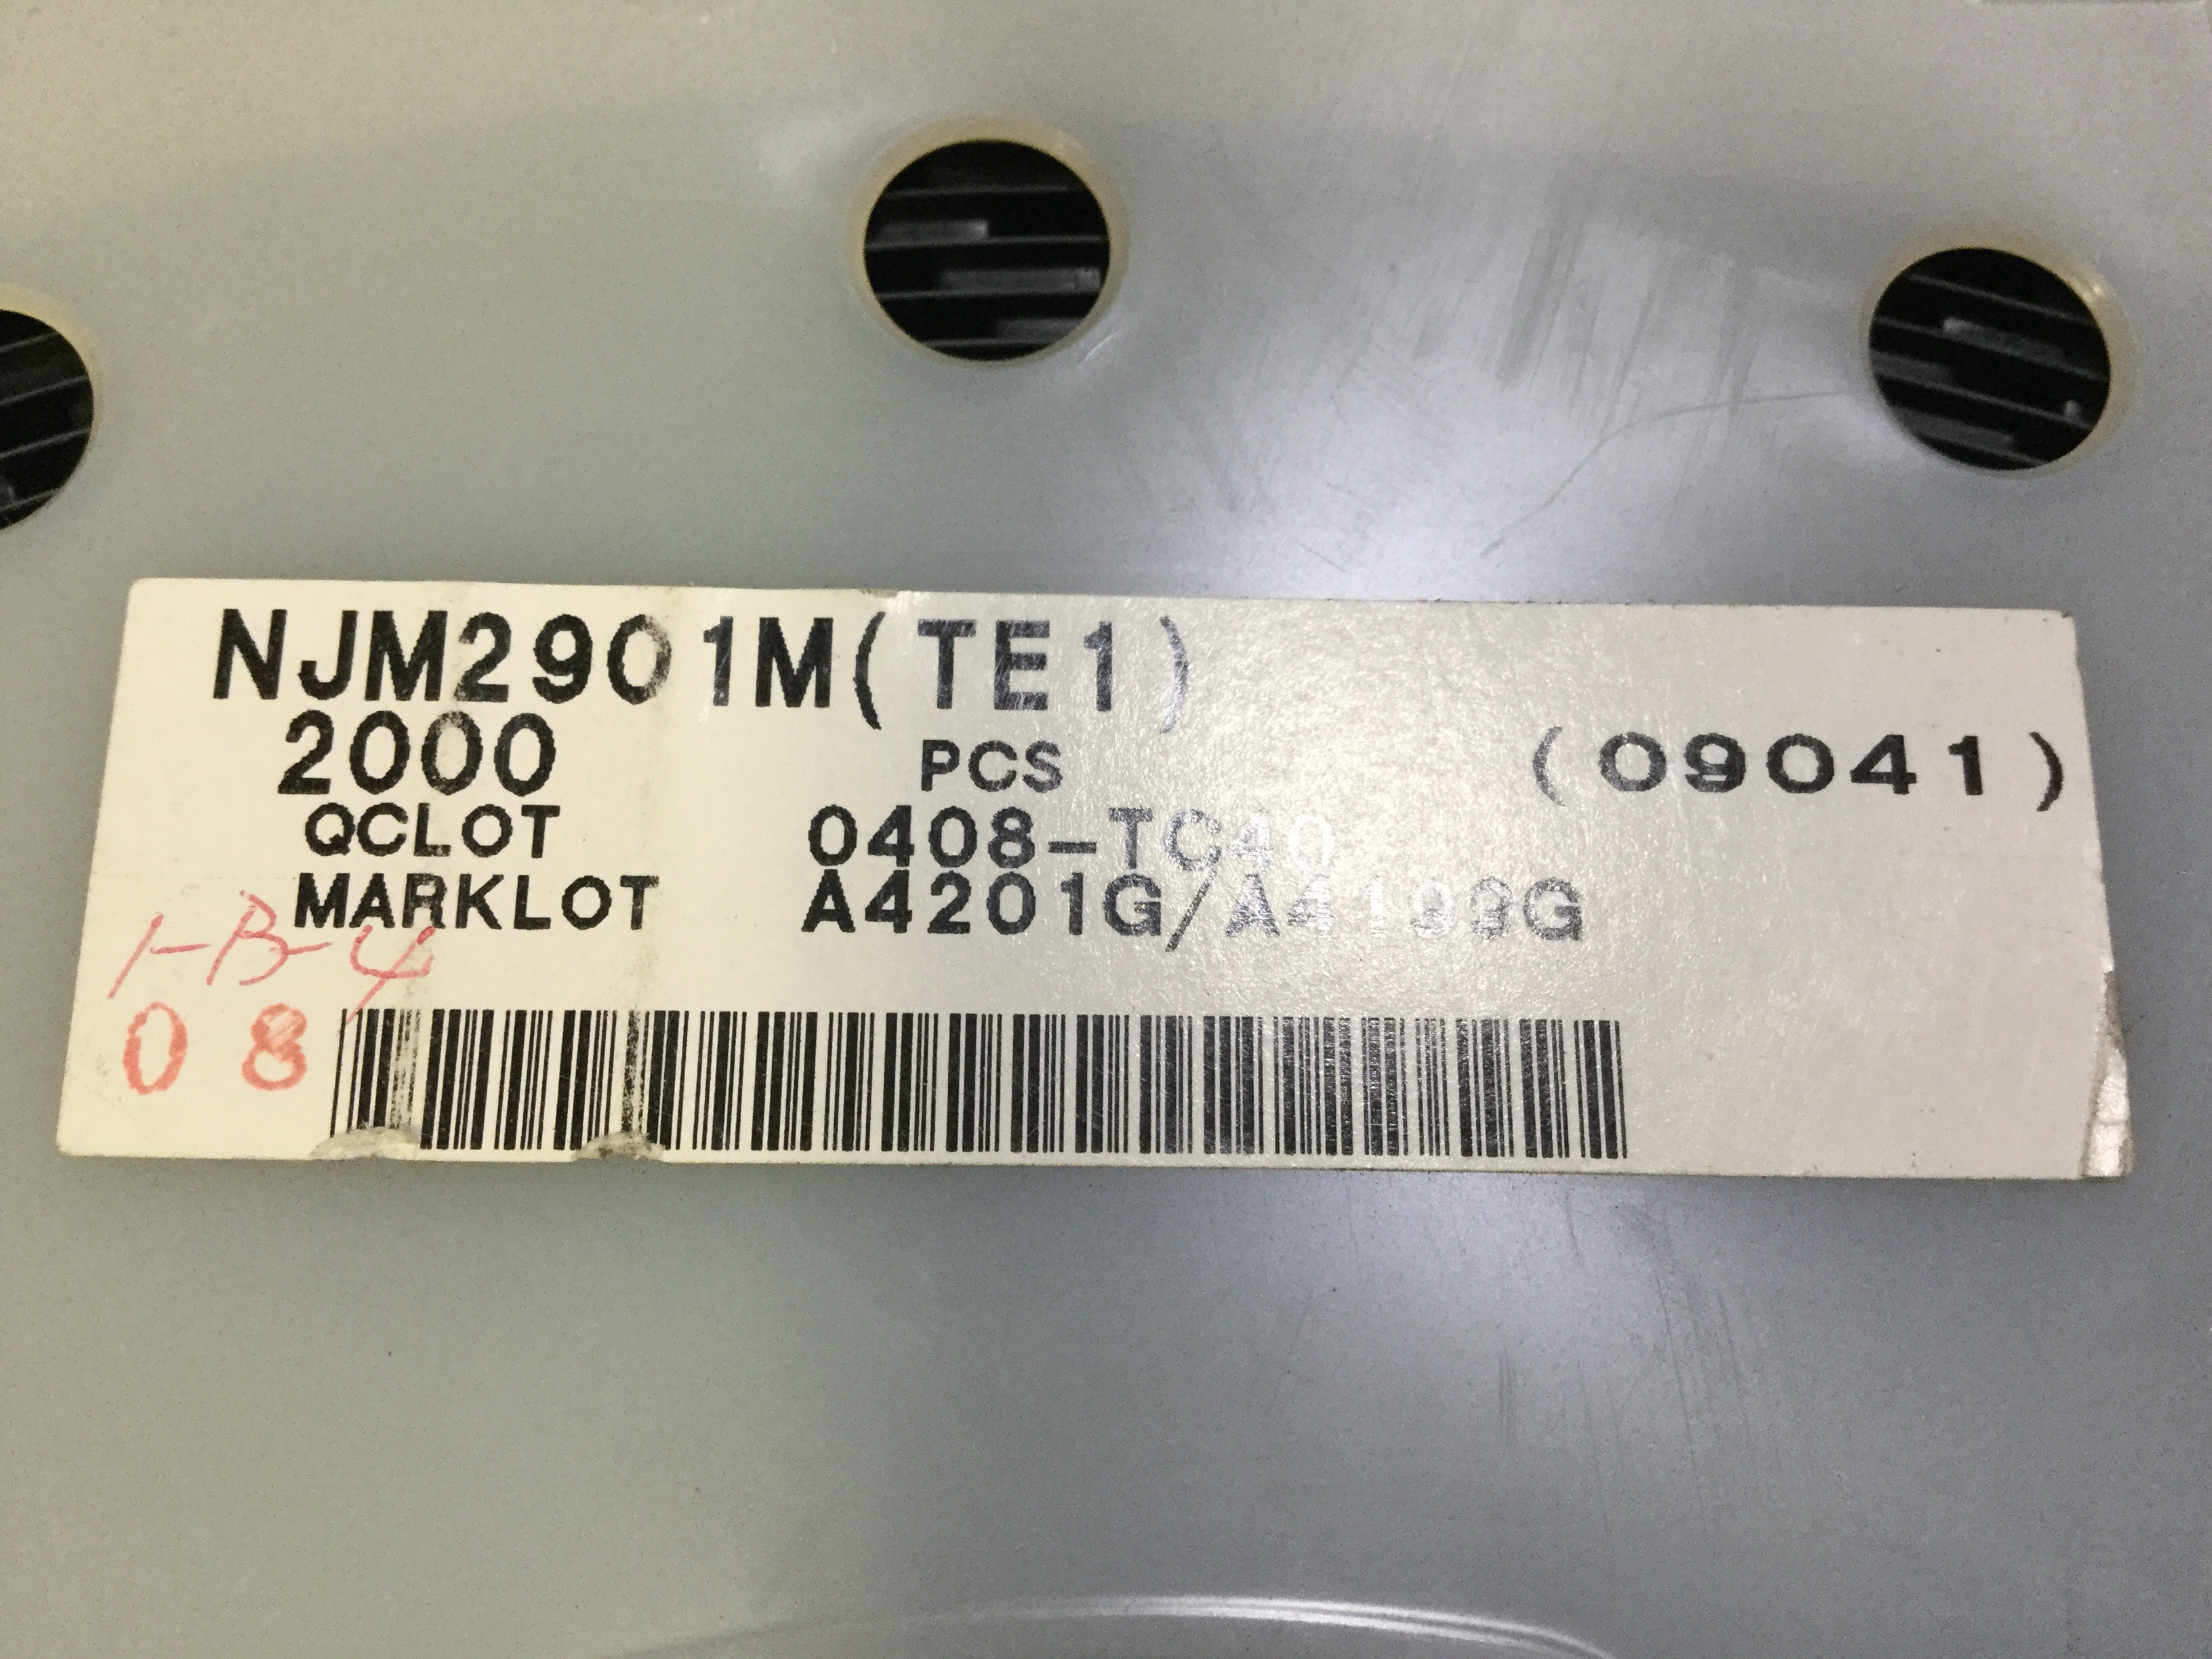 NJM2901M(TE1)
2000 PCS (09041)
QCLOT 0408-TC40
MARKLOT A4201G/A4199G
1-B-4
08